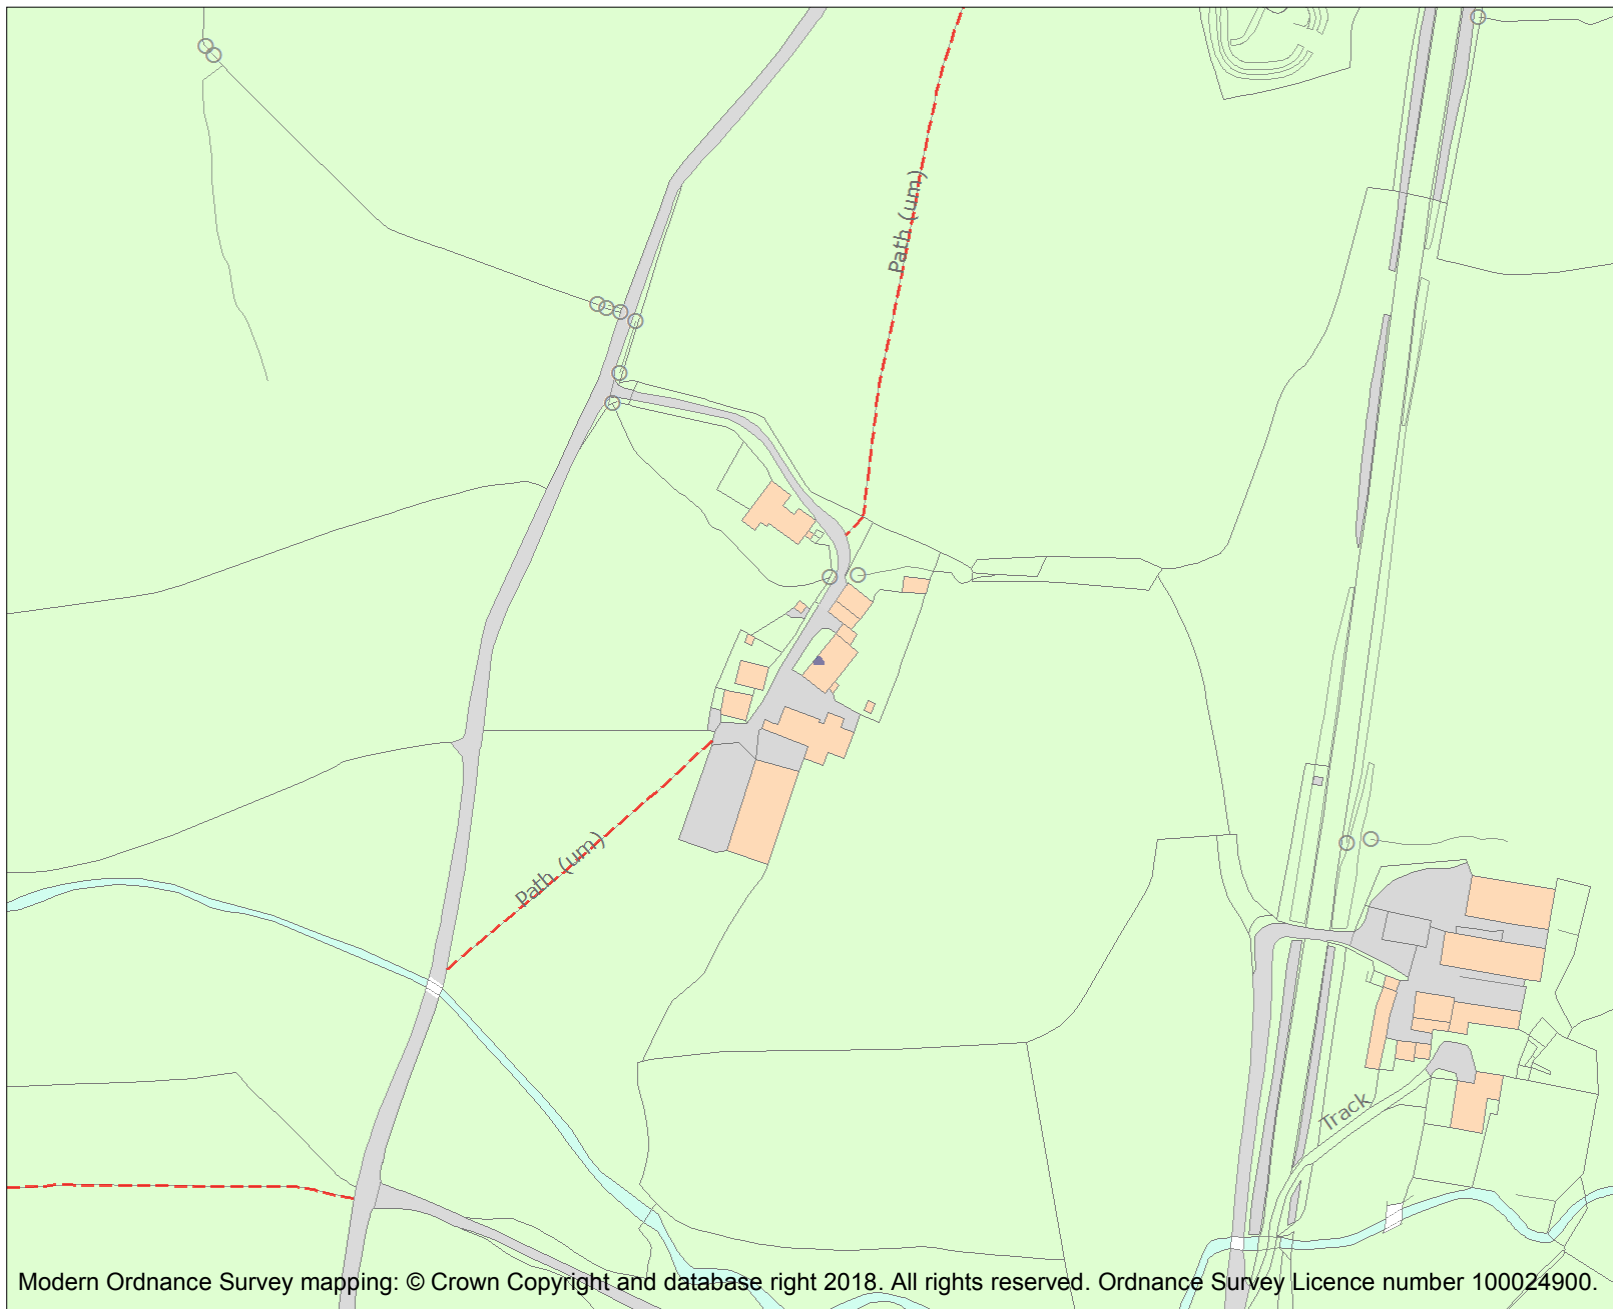 Path (um)
Path (um)
Track
Modern Ordnance Survey mapping: © Crown Copyright and database right 2018. All rights reserved. Ordnance Survey Licence number 100024900.